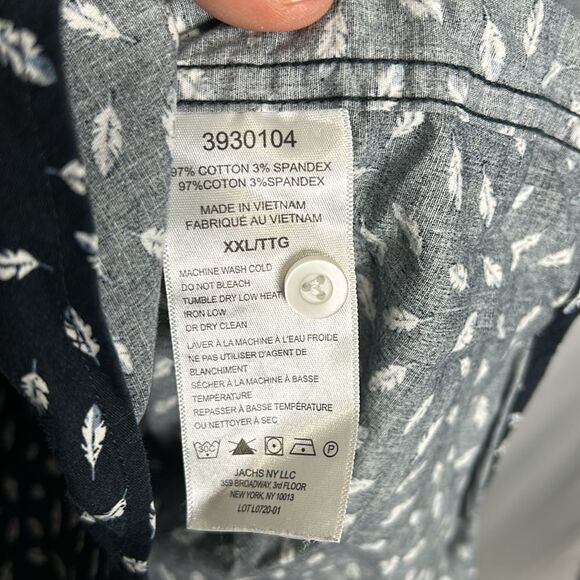 3930104
97% COTTON 3% SPANDEX
97%COTON 3%SPANDEX
MADE IN VIETNAM
FABRIQUÉ AU VIETNAM
XXL/TTG
MACHINE WASH COLD
DO NOT BLEACH
TUMBLE DRY LOW HEAT
IRON LOW
OR DRY CLEAN
LAVER À LA MACHINE À L'EAU FROIDE
NE PAS UTILISER D'AGENT DE
BLANCHIMENT
SÉCHER À LA MACHINE À BASSE
TEMPÉRATURE
REPASSER À BASSE TEMPÉRATURE
OU NETTOYER À SEC
30C P
JACHS NY LLC
359 BROADWAY, 3rd FLOOR
NEW YORK, NY 10013
LOT L0720-01